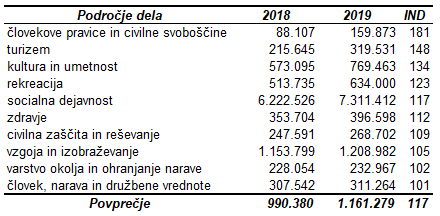 Področje dela 2018 2019 IND
človekove pravice in civilne svoboščine 88.107 159.873 181
turizem 215.645 319.531 148
kultura in umetnost 573.095 769.463 134
rekreacija 513.735 634.000 123
socialna dejavnost 6.222.526 7.311.412 117
zdravje 353.704 396.598 112
civilna zaščita in reševanje 247.591 268.702 109
vzgoja in izobraževanje 1.153.799 1.208.982 105
varstvo okolja in ohranjanje narave 228.054 232.967 102
človek, narava in družbene vrednote 307.542 311.264 101
Povprečje 990.380 1.161.279 117